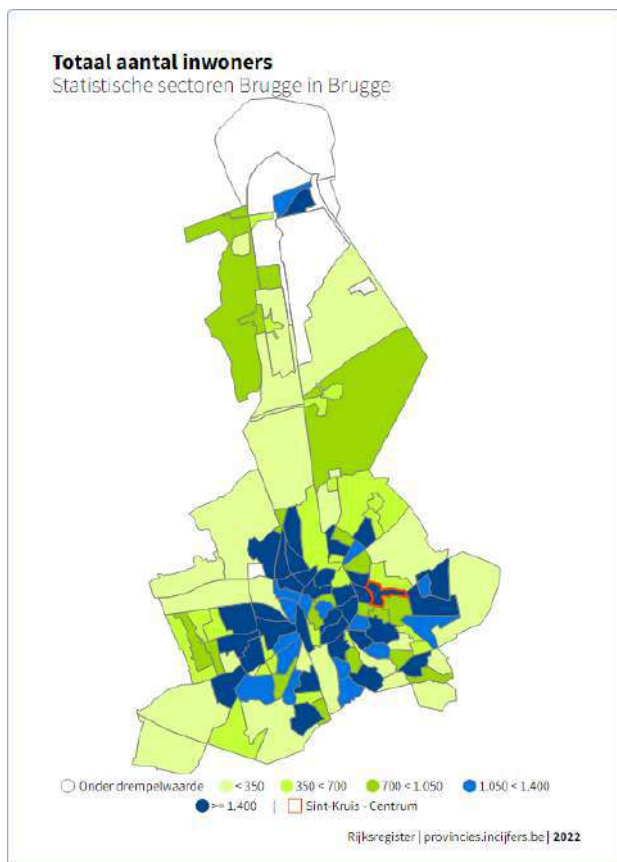 Totaal aantal inwoners
Statistische sectoren Brugge in Brugge
Onder drempelwaarde < 350 350 < 700 700 < 1.050 1.050 < 1.400
>= 1.400 | Sint-Kruis - Centrum
Rijksregister | provincies.incijfers.be | 2022